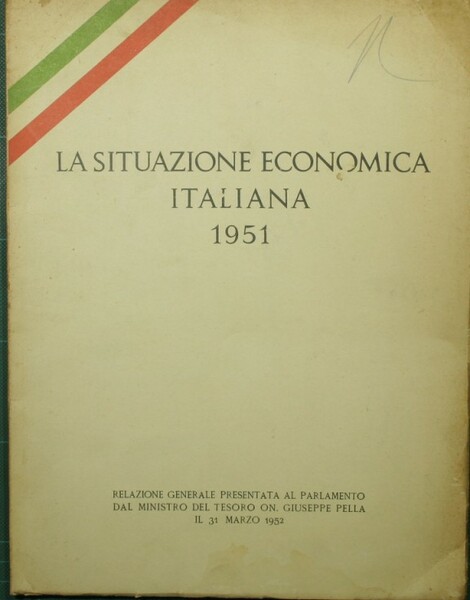 LA SITUAZIONE ECONOMICA
ITALIANA
1951
RELAZIONE GENERALE PRESENTATA AL PARLAMENTO
DAL MINISTRO DEL TESORO ON. GIUSEPPE PELLA
IL 31 MARZO 1952